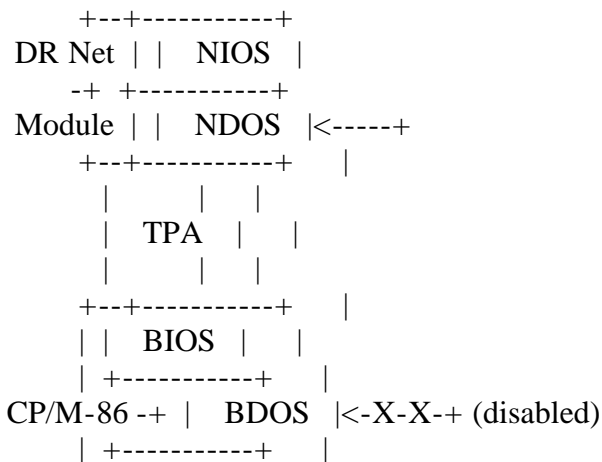 +--+-----------+
DR Net | | NIOS |
-+ +-----------+
Module | | NDOS |<-----+
+--+-----------+ |
| | |
| TPA | |
| | |
+--+-----------+ |
| | BIOS | |
| +-----------+ |
CP/M-86 -+ | BDOS |<-X-X-+ (disabled)
| +-----------+ |